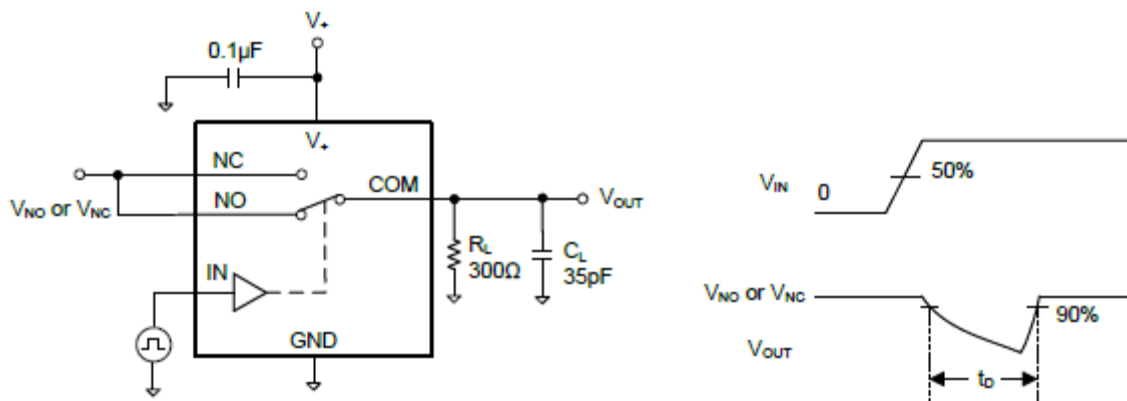 V+
0.1µF
V+
NC
NO
COM
VNO or VNC
VOUT
RL
300Ω
CL
35pF
IN
GND
VIN
0
50%
VNO or VNC
90%
VOUT
tD